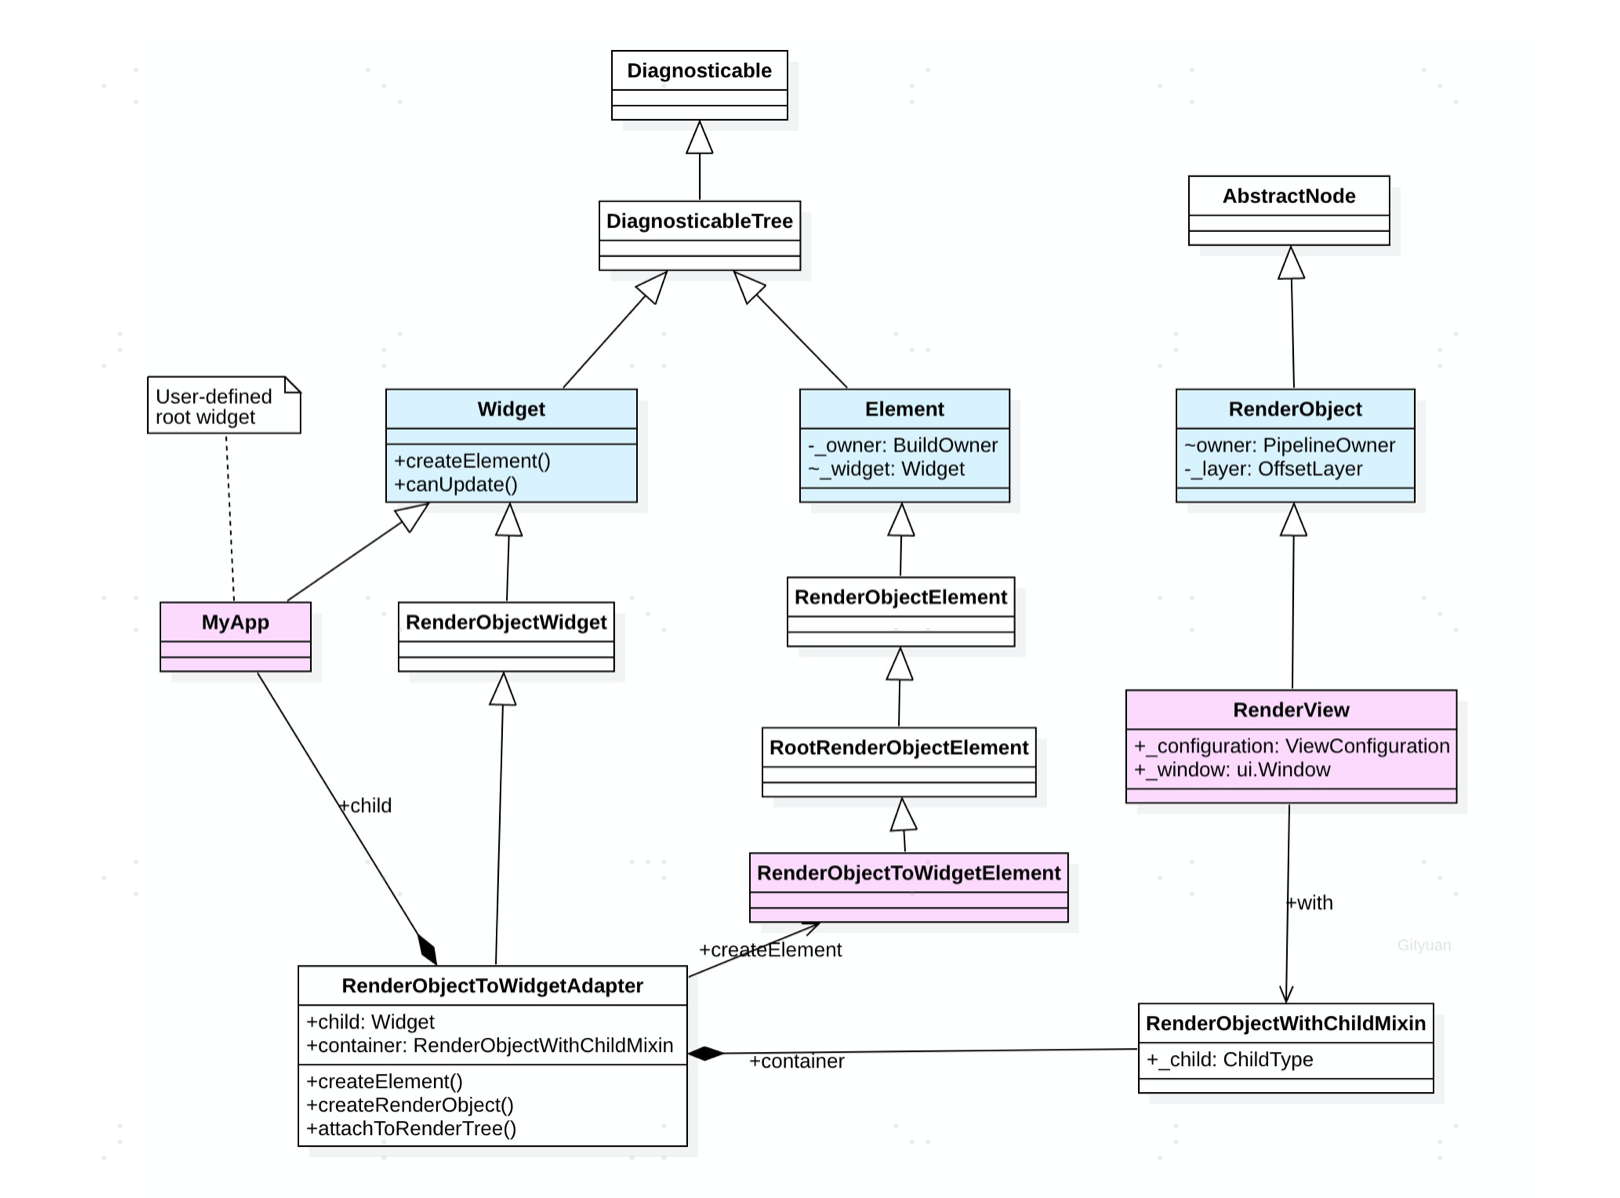 Diagnosticable
DiagnosticableTree
AbstractNode
User-defined
root widget
Widget
+createElement()
+canUpdate()
Element
-_owner: BuildOwner
~_widget: Widget
RenderObject
~owner: PipelineOwner
-_layer: OffsetLayer
MyApp
RenderObjectWidget
RenderObjectElement
RootRenderObjectElement
RenderView
+_configuration: ViewConfiguration
+_window: ui.Window
+child
RenderObjectToWidgetElement
+with
+createElement
Gityuan
RenderObjectToWidgetAdapter
+child: Widget
+container: RenderObjectWithChildMixin
+createElement()
+createRenderObject()
+attachToRenderTree()
+container
RenderObjectWithChildMixin
+_child: ChildType